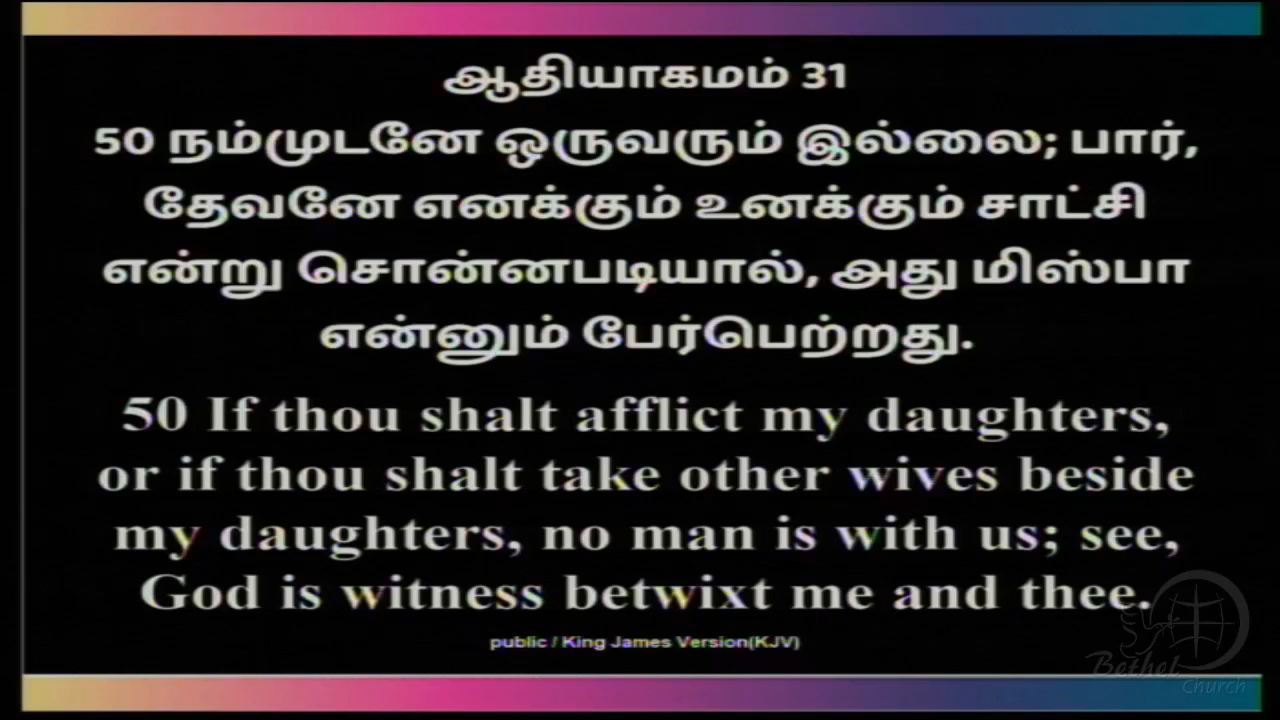 ஆதியாகமம் 31
50 நம்முடனே ஒருவரும் இல்லை; பார்,
தேவனே எனக்கும் உனக்கும் சாட்சி
என்று சொன்னபடியால், அது மிஸ்பா
என்னும் பேர்பெற்றது.
50 If thou shalt afflict my daughters,
or if thou shalt take other wives beside
my daughters, no man is with us; see,
God is witness betwixt me and thee.
public / King James Version(KJV)
Bethel
Church